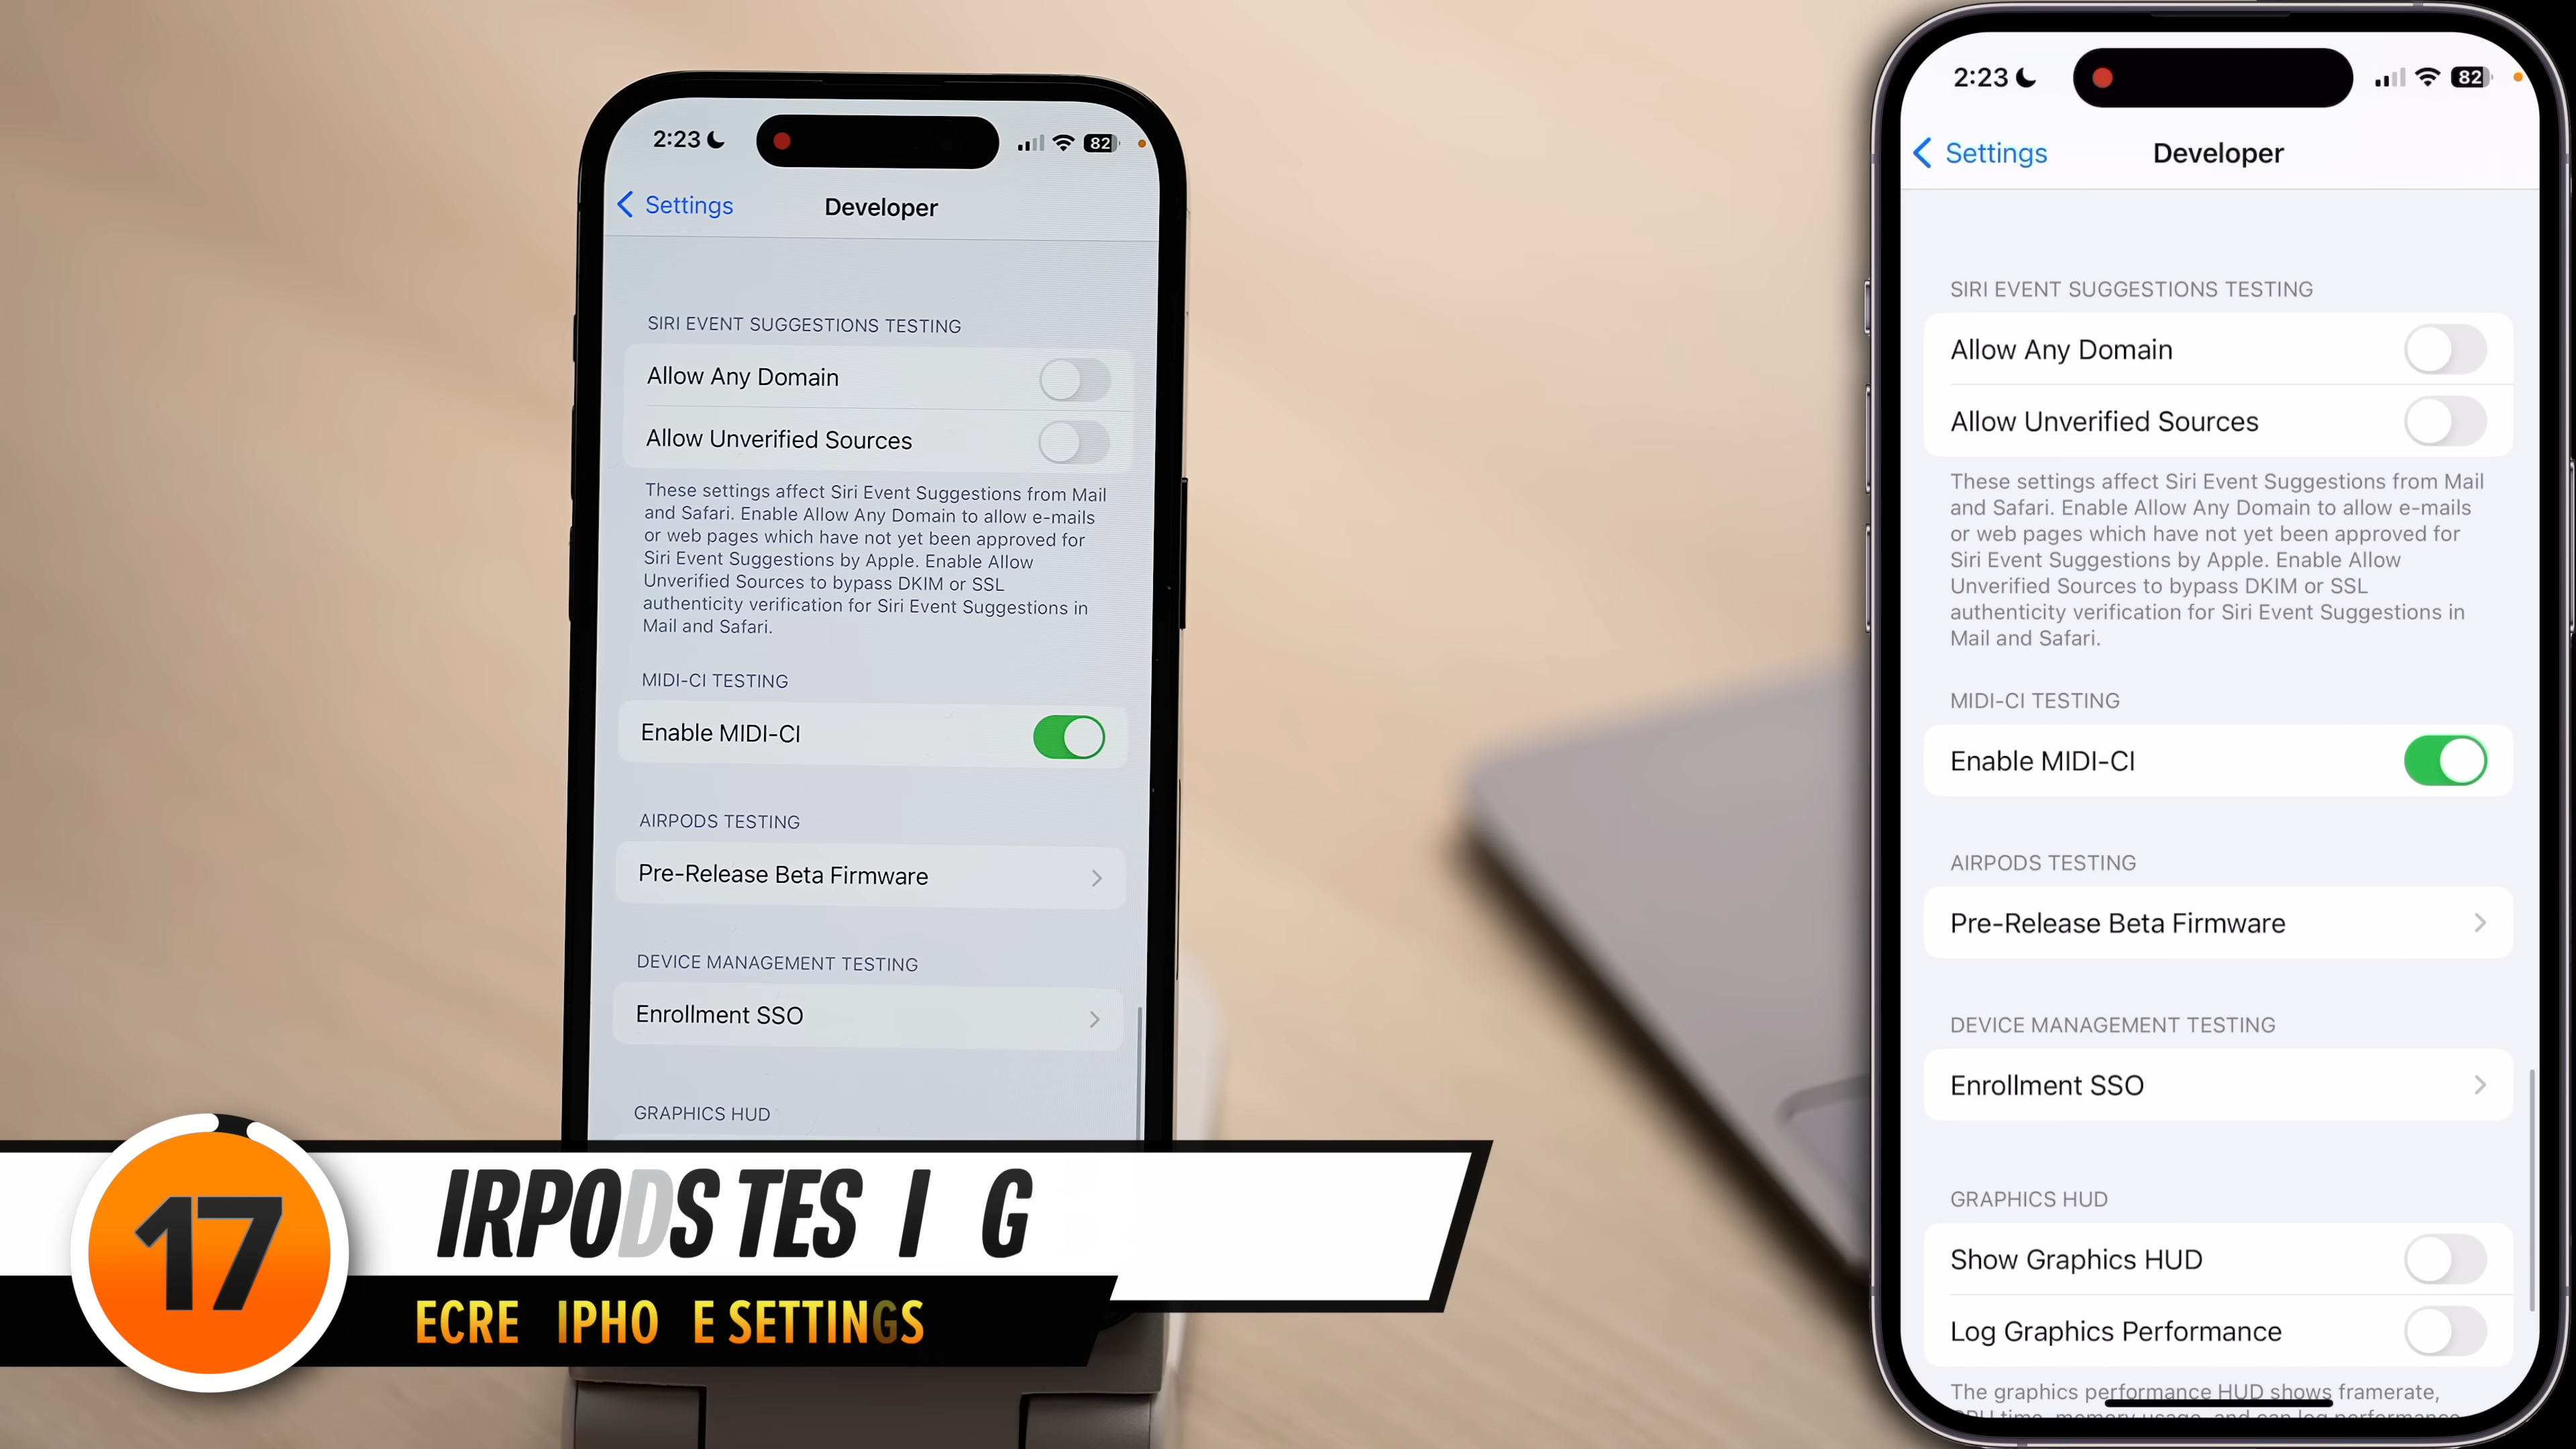 2:23
82
Settings
Developer
SIRI EVENT SUGGESTIONS TESTING
Allow Any Domain
Allow Unverified Sources
These settings affect Siri Event Suggestions from Mail
and Safari. Enable Allow Any Domain to allow e-mails
or web pages which have not yet been approved for
Siri Event Suggestions by Apple. Enable Allow
Unverified Sources to bypass DKIM or SSL
authenticity verification for Siri Event Suggestions in
Mail and Safari.
MIDI-CI TESTING
Enable MIDI-CI
AIRPODS TESTING
Pre-Release Beta Firmware
DEVICE MANAGEMENT TESTING
Enrollment SSO
GRAPHICS HUD
17
IRPODS TES I G
ECRE IPHO E SETTINGS
2:23
82
Settings
Developer
SIRI EVENT SUGGESTIONS TESTING
Allow Any Domain
Allow Unverified Sources
These settings affect Siri Event Suggestions from Mail
and Safari. Enable Allow Any Domain to allow e-mails
or web pages which have not yet been approved for
Siri Event Suggestions by Apple. Enable Allow
Unverified Sources to bypass DKIM or SSL
authenticity verification for Siri Event Suggestions in
Mail and Safari.
MIDI-CI TESTING
Enable MIDI-CI
AIRPODS TESTING
Pre-Release Beta Firmware
DEVICE MANAGEMENT TESTING
Enrollment SSO
GRAPHICS HUD
Show Graphics HUD
Log Graphics Performance
The graphics performance HUD shows framerate,